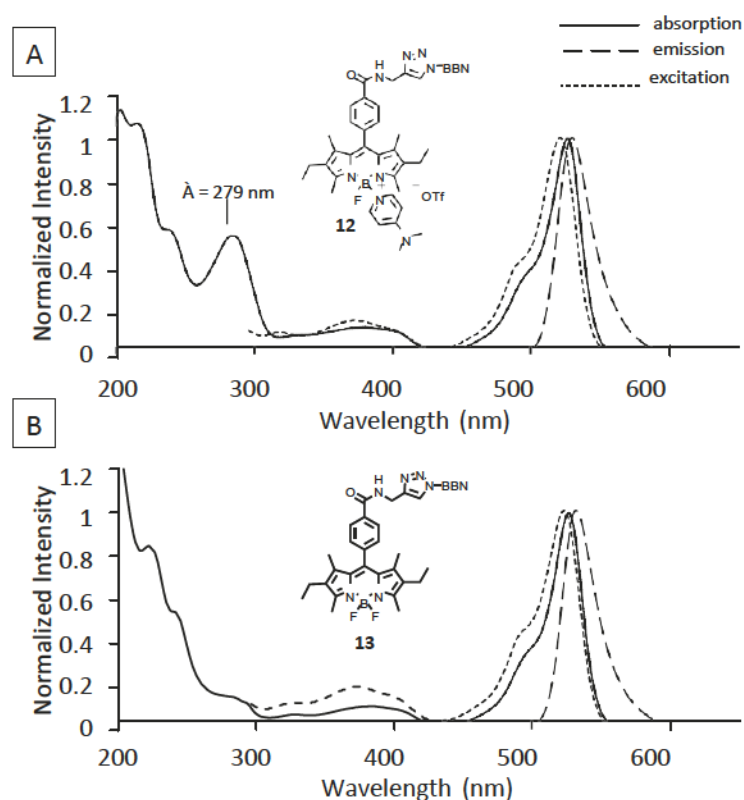 absorption
emission
excitation
A
Normalized Intensity
1.2
1
0.8
0.6
0.4
0.2
0
À = 279 nm
O
N
H
N
N
N
N
BBN
N
B
N
+
F
N
N
−
OTf
12
200
300
400
500
600
Wavelength (nm)
B
Normalized Intensity
1.2
1
0.8
0.6
0.4
0.2
0
H
N
O
N
N
N
BBN
N
B
N
F
F
13
200
300
400
500
600
Wavelength (nm)